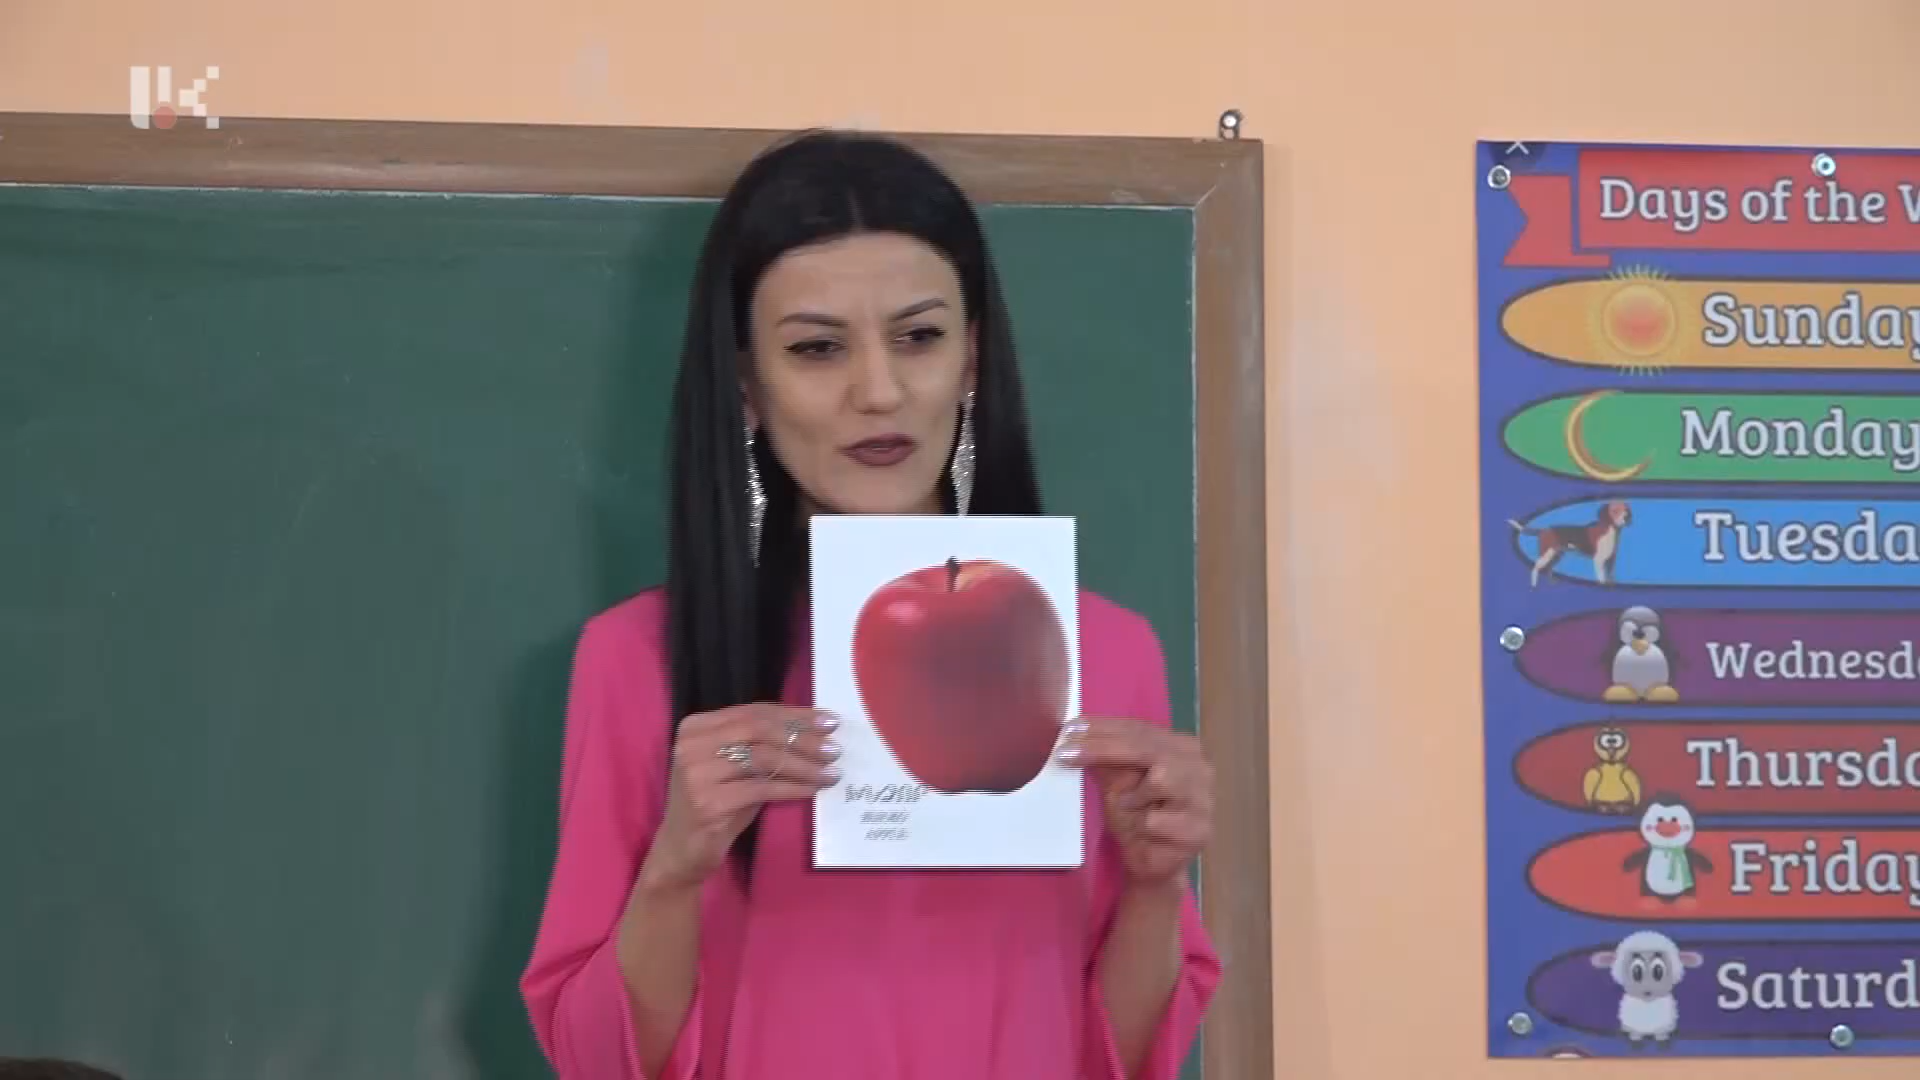 Days of the
Sunday
Monday
Tuesda
Wednesd
Thursda
Friday
Saturd